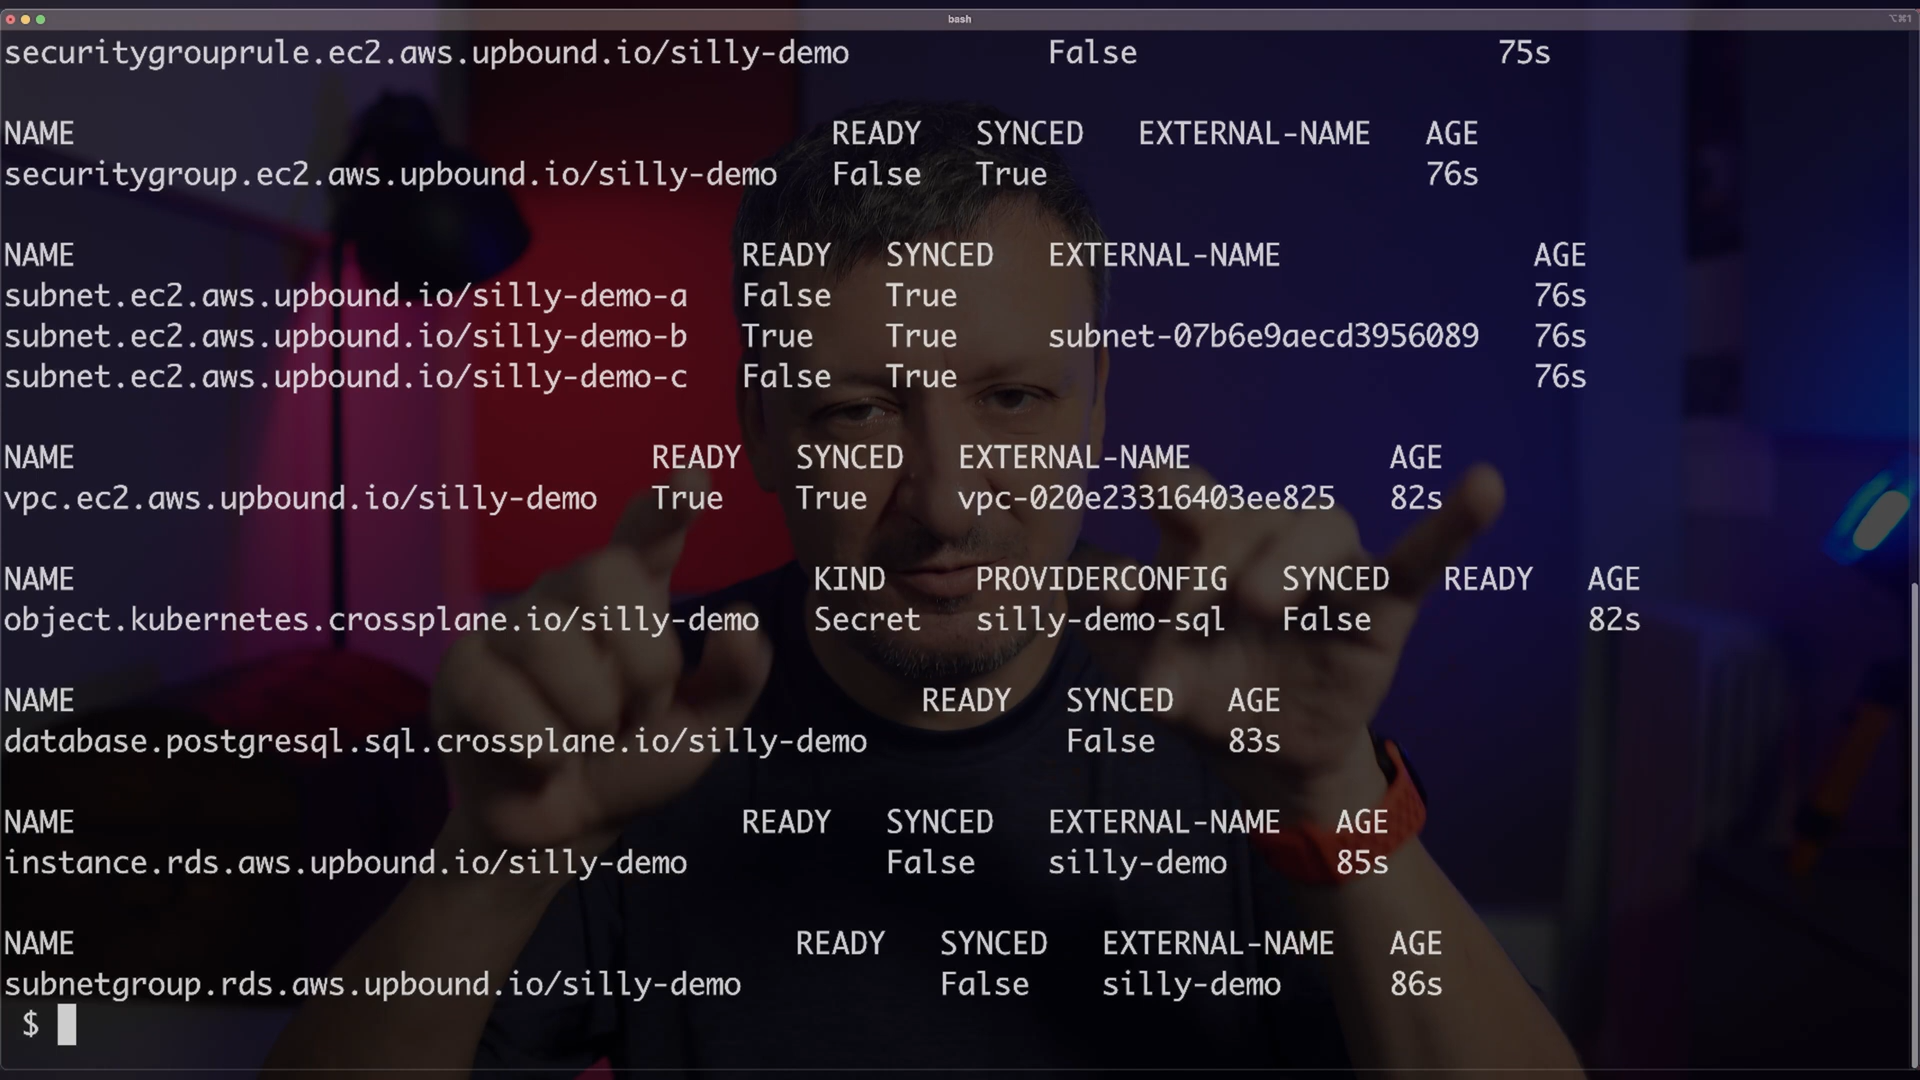 bash
⌥⌘1
securitygrouprule.ec2.aws.upbound.io/silly-demo False 75s
NAME READY SYNCED EXTERNAL-NAME AGE
securitygroup.ec2.aws.upbound.io/silly-demo False True 76s
NAME READY SYNCED EXTERNAL-NAME AGE
subnet.ec2.aws.upbound.io/silly-demo-a False True 76s
subnet.ec2.aws.upbound.io/silly-demo-b True True subnet-07b6e9aecd3956089 76s
subnet.ec2.aws.upbound.io/silly-demo-c False True 76s
NAME READY SYNCED EXTERNAL-NAME AGE
vpc.ec2.aws.upbound.io/silly-demo True True vpc-020e23316403ee825 82s
NAME KIND PROVIDERCONFIG SYNCED READY AGE
object.kubernetes.crossplane.io/silly-demo Secret silly-demo-sql False 82s
NAME READY SYNCED AGE
database.postgresql.sql.crossplane.io/silly-demo False 83s
NAME READY SYNCED EXTERNAL-NAME AGE
instance.rds.aws.upbound.io/silly-demo False silly-demo 85s
NAME READY SYNCED EXTERNAL-NAME AGE
subnetgroup.rds.aws.upbound.io/silly-demo False silly-demo 86s
$